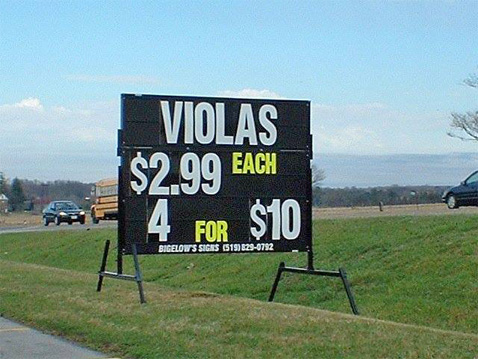 VIOLAS
$2.99 EACH
4 FOR $10
BIGELOW'S SIGNS (519) 829-0792